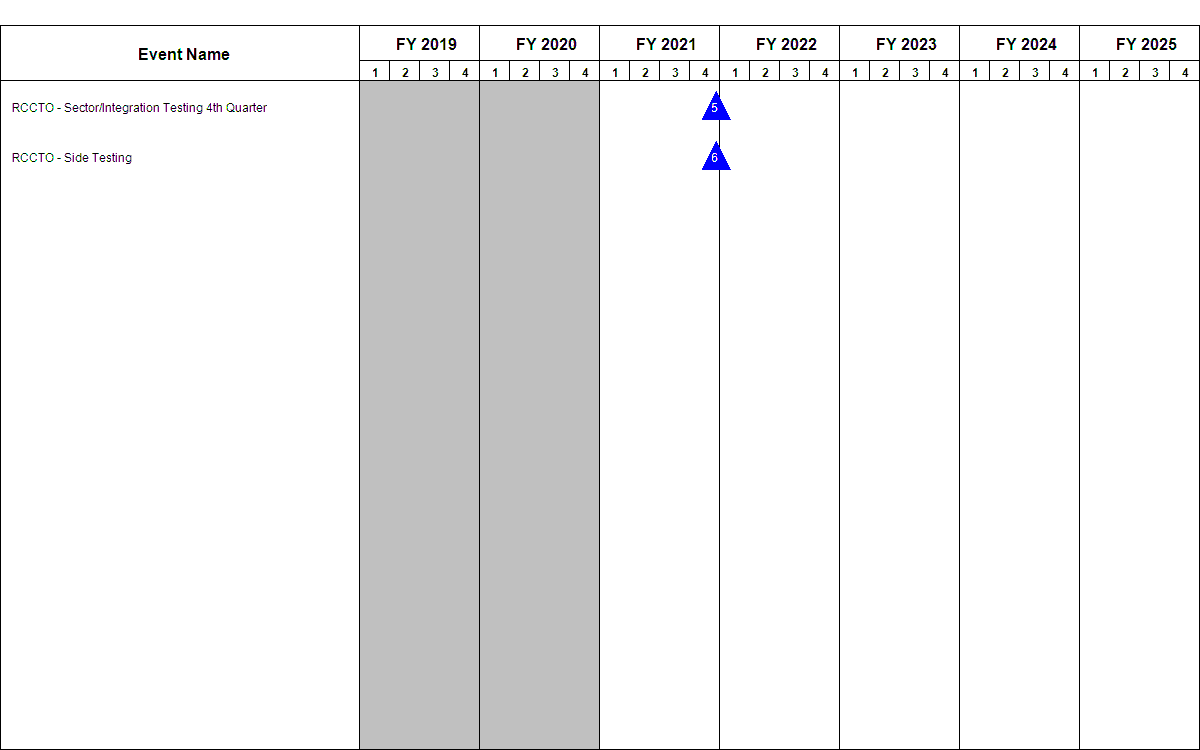 Event Name
FY 2019 FY 2020 FY 2021 FY 2022 FY 2023 FY 2024 FY 2025
1 2 3 4 1 2 3 4 1 2 3 4 1 2 3 4 1 2 3 4 1 2 3 4 1 2 3 4
RCCTO - Sector/Integration Testing 4th Quarter 5
RCCTO - Side Testing 6